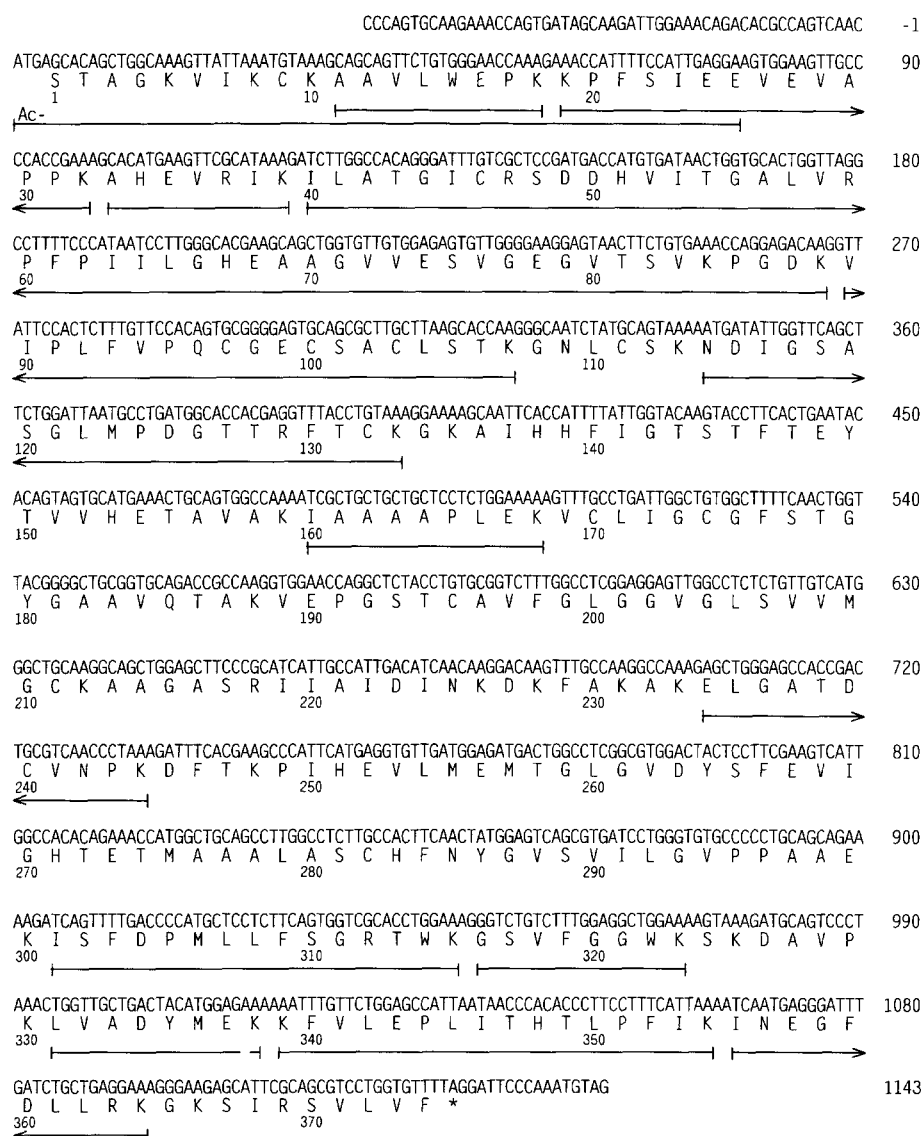 CCCAGTGCAAGAAACCAGTGATAGCAAGATTGGAAACAGACACGCCAGTCAAC -1
ATGAGCACAGCTGGCAAAGTTATTAAATGTAAAGCAGCAGTTCTGTGGGAACCAAAGAAACCATTTTCCATTGAGGAAGTGGAAGTTGCC 90
S T A G K V I K C K A A V L W E P K K P F S I E E V E V A
1 10 20
Ac-
CCACCGAAAGCACATGAAGTTCGCATAAAGATCTTGGCCACAGGGATTTGTCGCTCCGATGACCATGTGATAACTGGTGCACTGGTTAGG 180
P P K A H E V R I K I L A T G I C R S D D H V I T G A L V R
30 40 50
CCTTTTCCCATAATCCTTGGGCACGAAGCAGCTGGTGTTGTGGAGAGTGTTGGGGAAGGAGTAACTTCTGTGAAACCAGGAGACAAGGTT 270
P F P I I L G H E A A G V V E S V G E G V T S V K P G D K V
60 70 80
ATTCCACTCTTTGTTCCACAGTGCGGGGAGTGCAGCGCTTGCTTAAGCACCAAGGGCAATCTATGCAGTAAAAATGATATTGGTTCAGCT 360
I P L F V P Q C G E C S A C L S T K G N L C S K N D I G S A
90 100 110
TCTGGATTAATGCCTGATGGCACCACGAGGTTTACCTGTAAAGGAAAAGCAATTCACCATTTTATTGGTACAAGTACCTTCACTGAATAC 450
S G L M P D G T T R F T C K G K A I H H F I G T S T F T E Y
120 130 140
ACAGTAGTGCATGAAACTGCAGTGGCCAAAATCGCTGCTGCTGCTCCTCTGGAAAAAGTTTGCCTGATTGGCTGTGGCTTTTCAACTGGT 540
T V V H E T A V A K I A A A A P L E K V C L I G C G F S T G
150 160 170
TACGGGGCTGCGGTGCAGACCGCCAAGGTGGAACCAGGCTCTACCTGTGCGGTCTTTGGCCTCGGAGGAGTTGGCCTCTCTGTTGTCATG 630
Y G A A V Q T A K V E P G S T C A V F G L G G V G L S V V M
180 190 200
GGCTGCAAGGCAGCTGGAGCTTCCCGCATCATTGCCATTGACATCAACAAGGACAAGTTTGCCAAGGCCAAAGAGCTGGGAGCCACCGAC 720
G C K A A G A S R I I A I D I N K D K F A K A K E L G A T D
210 220 230
TGCGTCAACCCTAAAGATTTCACGAAGCCCATTCATGAGGTGTTGATGGAGATGACTGGCCTCGGCGTGGACTACTCCTTCGAAGTCATT 810
C V N P K D F T K P I H E V L M E M T G L G V D Y S F E V I
240 250 260
GGCCACACAGAAACCATGGCTGCAGCCTTGGCCTCTTGCCACTTCAACTATGGAGTCAGCGTGATCCTGGGTGTGCCCCCTGCAGCAGAA 900
G H T E T M A A A L A S C H F N Y G V S V I L G V P P A A E
270 280 290
AAGATCAGTTTTGACCCCATGCTCCTCTTCAGTGGTCGCACCTGGAAAGGGTCTGTCTTTGGAGGCTGGAAAAGTAAAGATGCAGTCCCT 990
K I S F D P M L L F S G R T W K G S V F G G W K S K D A V P
300 310 320
AAACTGGTTGCTGACTACATGGAGAAAAAATTTGTTCTGGAGCCATTAATAACCCACACCCTTCCTTTCATTAAAATCAATGAGGGATTT 1080
K L V A D Y M E K K F V L E P L I T H T L P F I K I N E G F
330 340 350
GATCTGCTGAGGAAAGGGAAGAGCATTCGCAGCGTCCTGGTGTTTTAGGATTCCCAAATGTAG 1143
D L L R K G K S I R S V L V F *
360 370